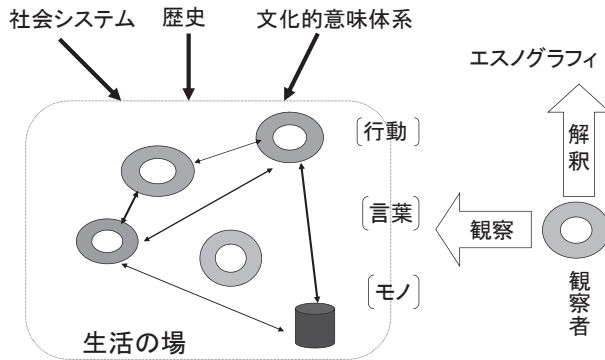 社会システム
歴史
文化的意味体系
エスノグラフィ
〔行動〕
解釈
〔言葉〕
観察
観察者
〔モノ〕
生活の場